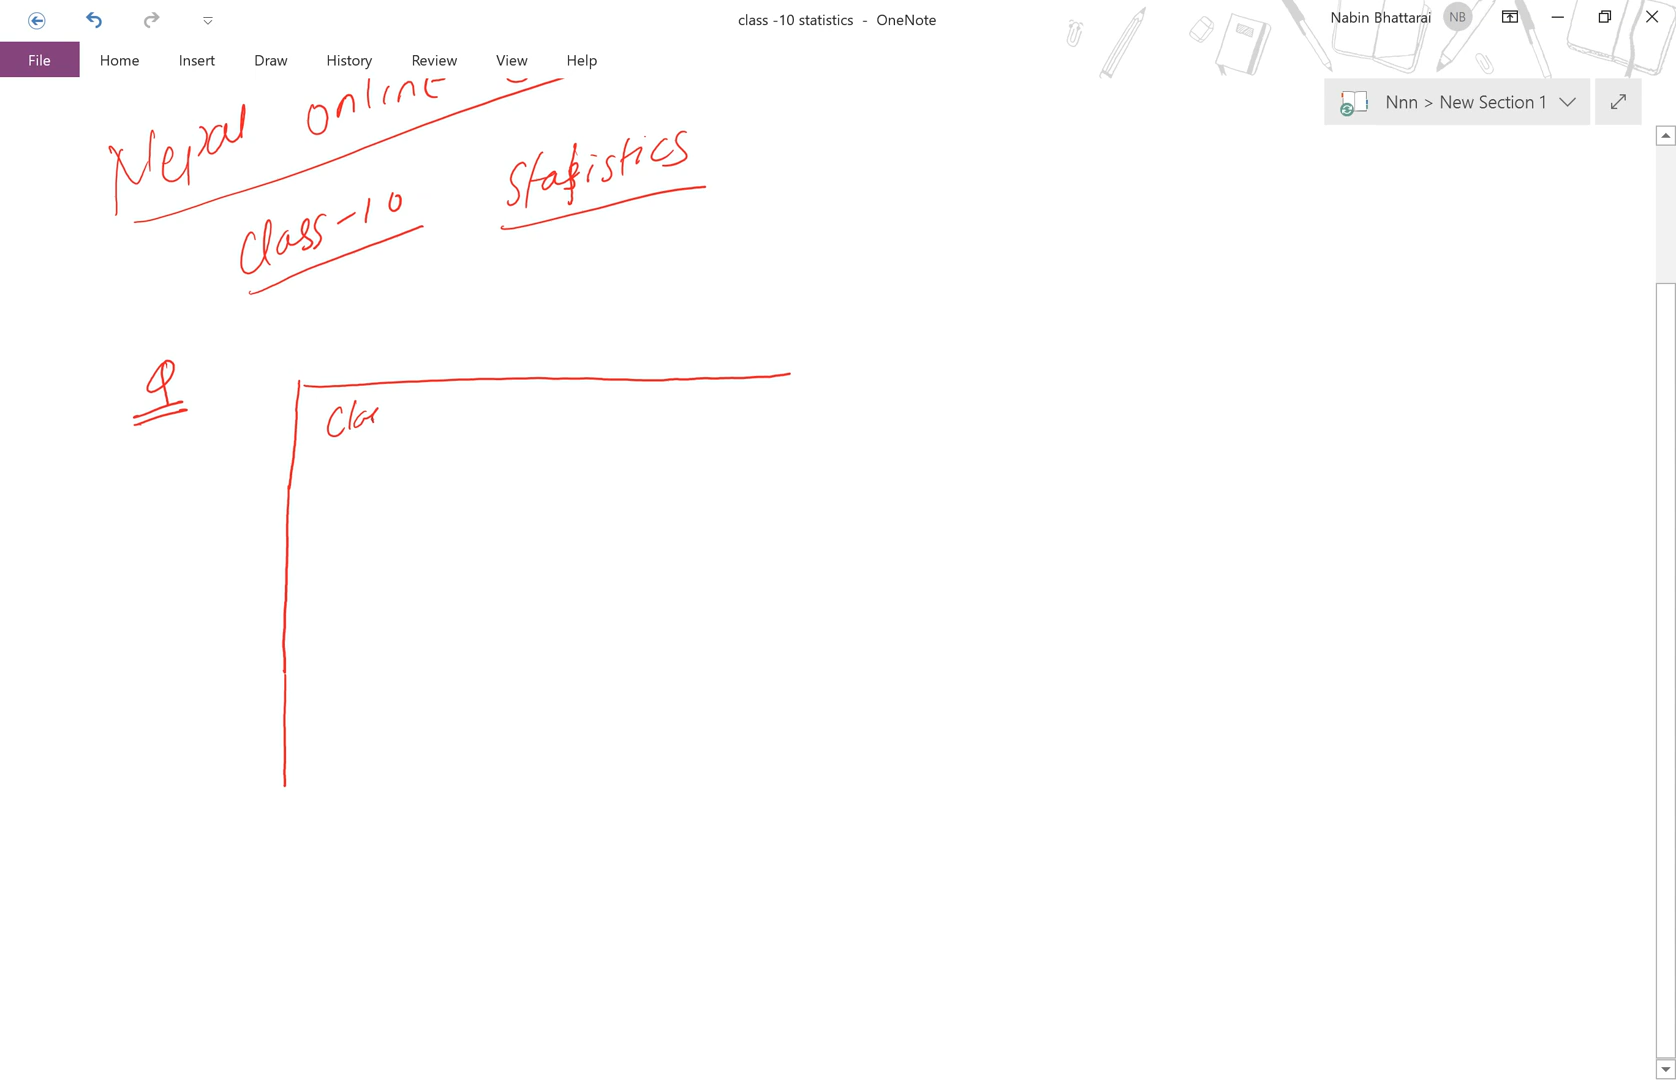 class -10 statistics - OneNote
Nabin Bhattarai NB
File Home Insert Draw History Review View Help
Nnn > New Section 1
Nepal online
Class-10 Statistics
Q
Clas